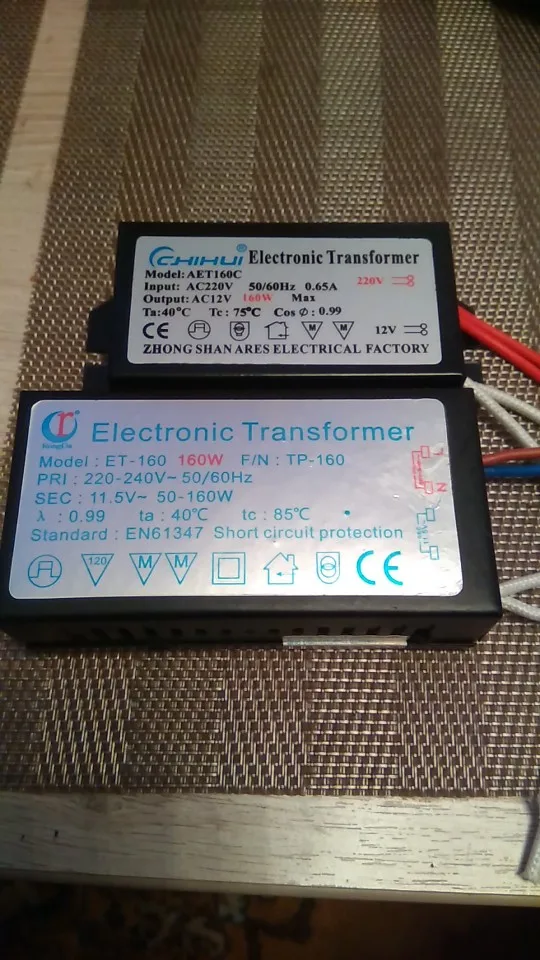 CHIHUI® Electronic Transformer
Model: AET160C
Input: AC220V 50/60Hz 0.65A
220V
Output: AC12V 160W Max
Ta:40°C Tc: 75°C Cos Ø: 0.99
CE M M 12V
ZHONG SHAN ARES ELECTRICAL FACTORY
Electronic Transformer
Model: ET-160 160W F/N: TP-160
PRI: 220-240V~ 50/60Hz
SEC: 11.5V~ 50-160W
λ: 0.99 ta: 40℃ tc: 85℃
Standard: EN61347 Short circuit protection
N
120 M M CE